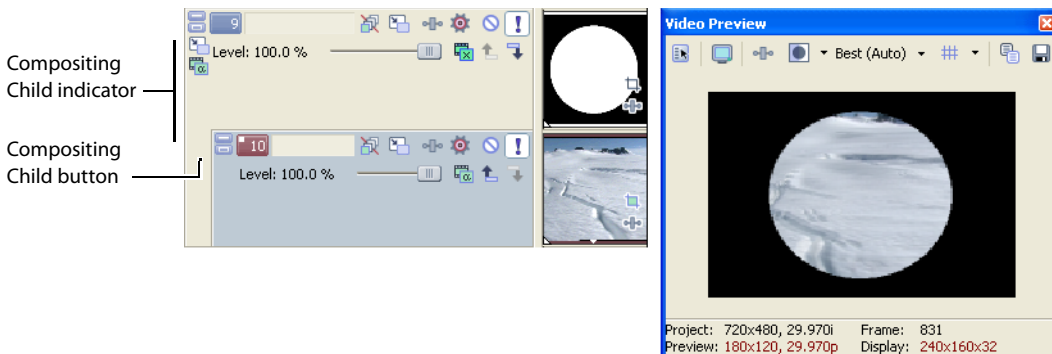 Compositing
Child indicator
Compositing
Child button
9
Level: 100.0 %
10
Level: 100.0 %
Video Preview
Best (Auto)
Project: 720x480, 29.970i Frame: 831
Preview: 180x120, 29.970p Display: 240x160x32